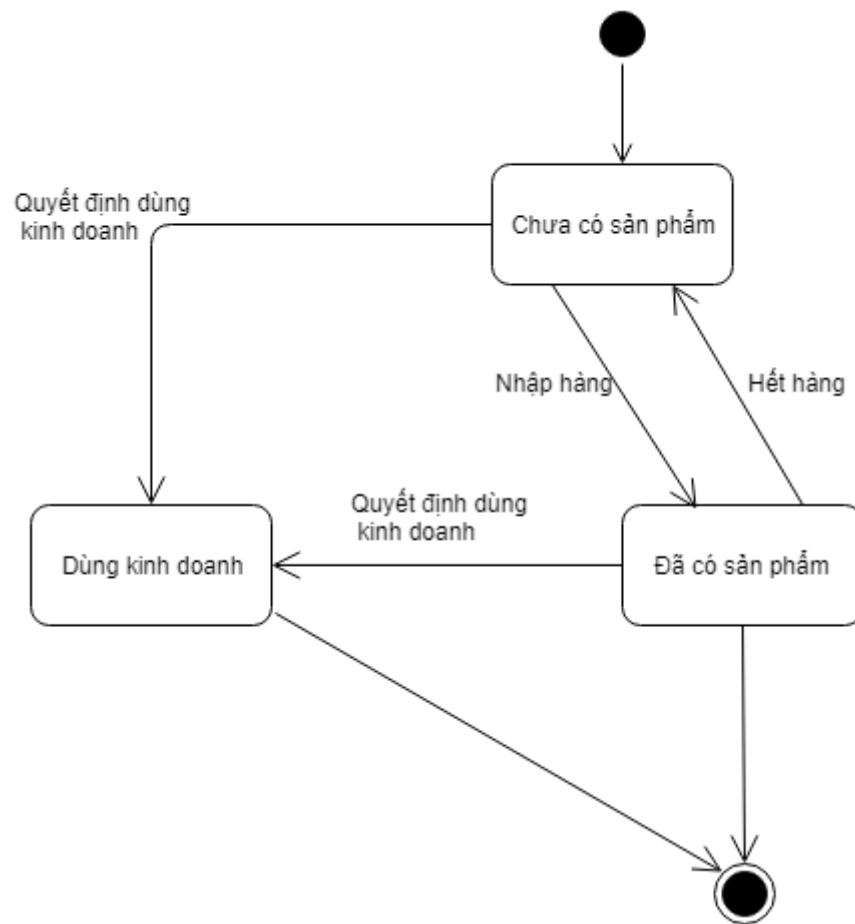 Chưa có sản phẩm
Quyết định dùng
kinh doanh
Nhập hàng
Hết hàng
Quyết định dùng
kinh doanh
Dùng kinh doanh
Đã có sản phẩm